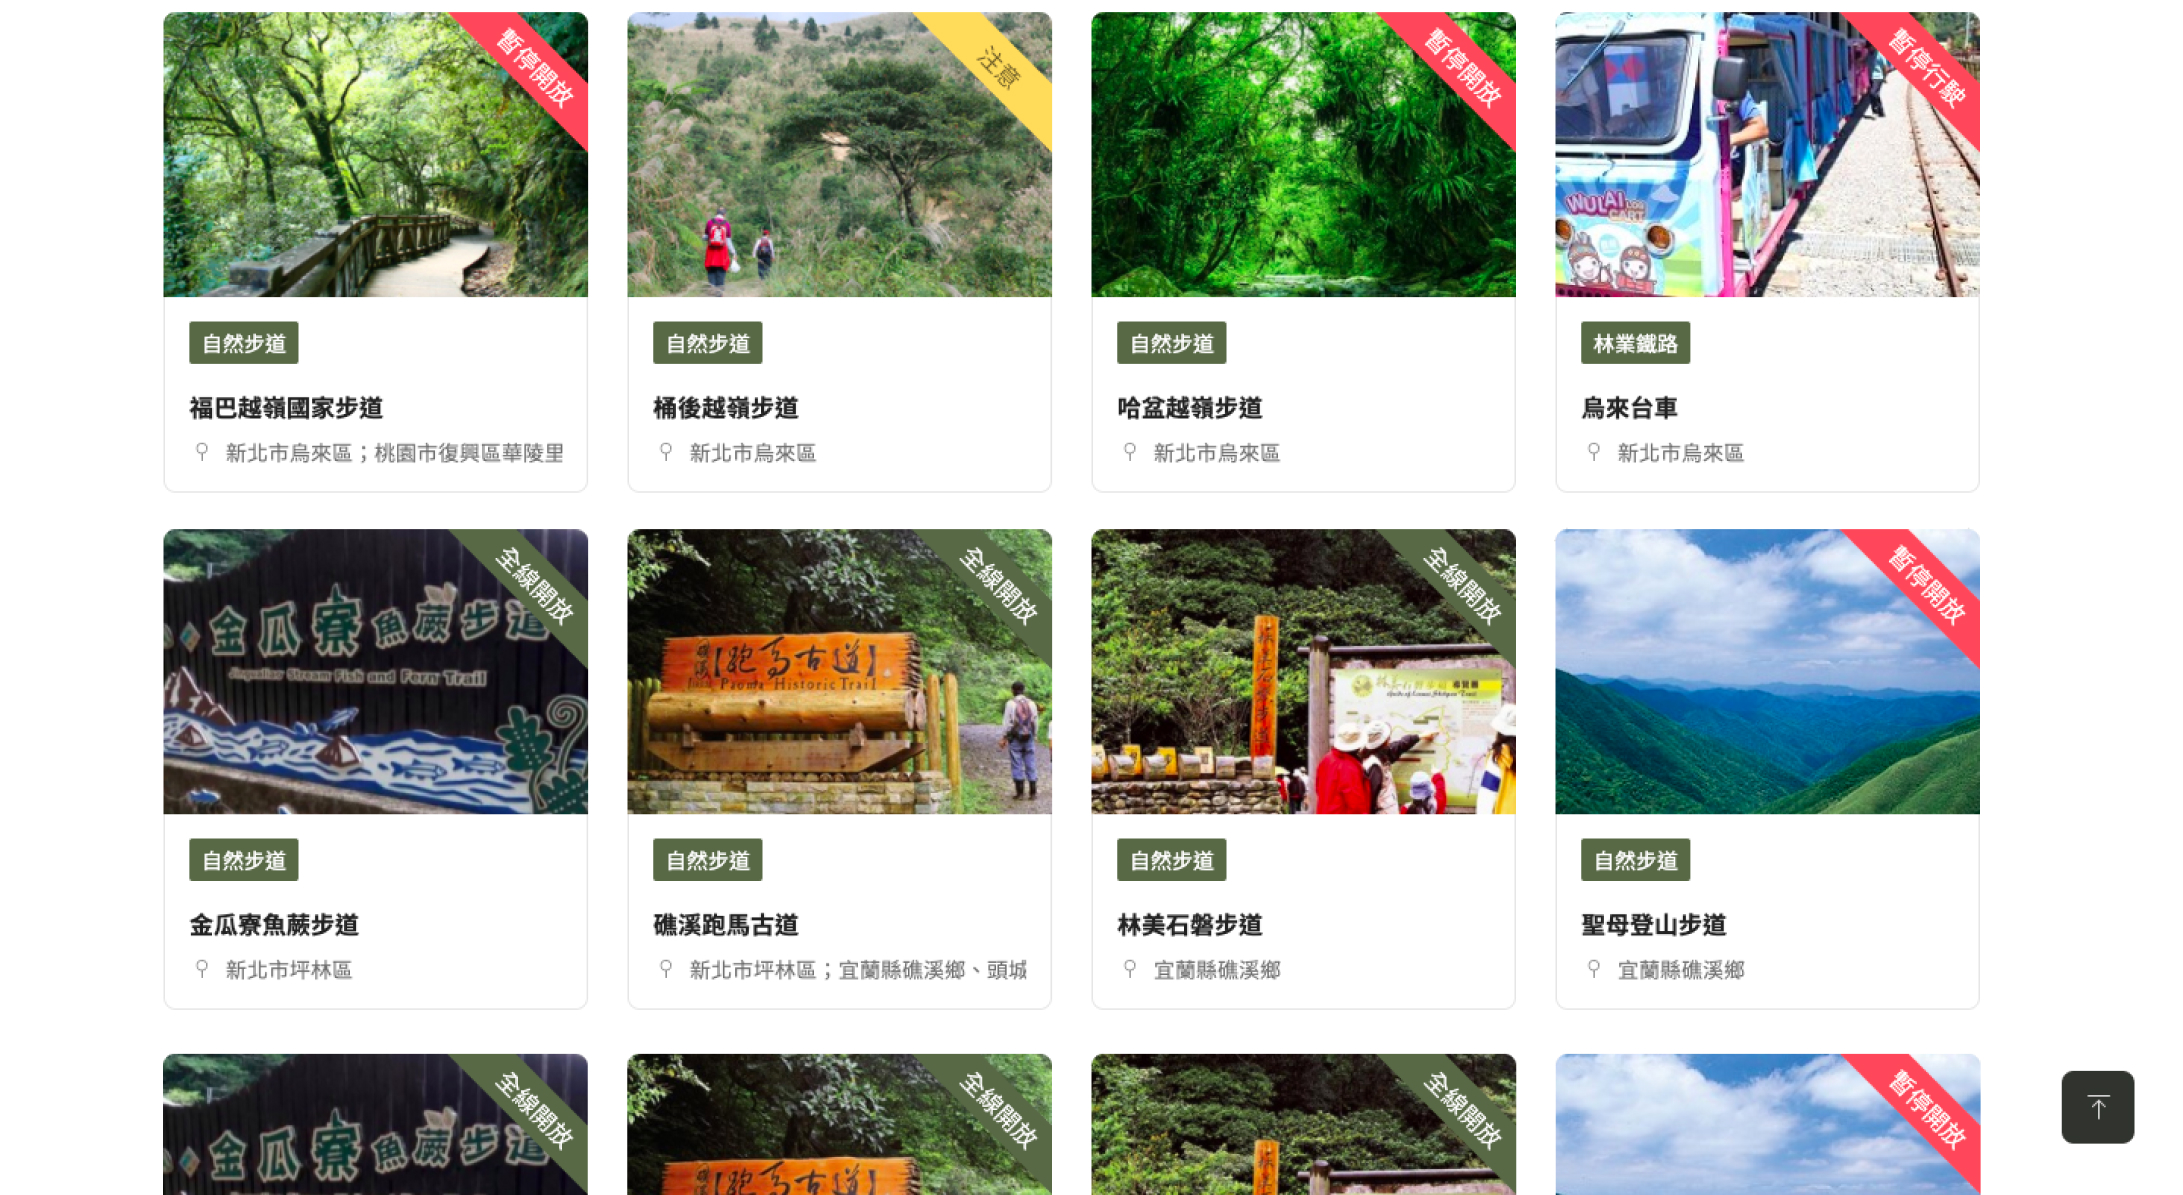 暫停開放
注意
暫停開放
暫停行駛
WULAI
CART
自然步道
自然步道
自然步道
林業鐵路
福巴越嶺國家步道
桶後越嶺步道
哈盆越嶺步道
烏來台車
新北市烏來區；桃園市復興區華陵里
新北市烏來區
新北市烏來區
新北市烏來區
全線開放
全線開放
全線開放
暫停開放
金瓜寮魚蕨步道
Jingualiao Stream Fish and Fern Trail
礁溪【跑馬古道】
Jiaoxi Paoma Historic Trail
自然步道
自然步道
自然步道
自然步道
金瓜寮魚蕨步道
礁溪跑馬古道
林美石磐步道
聖母登山步道
新北市坪林區
新北市坪林區；宜蘭縣礁溪鄉、頭城
宜蘭縣礁溪鄉
宜蘭縣礁溪鄉
全線開放
全線開放
全線開放
暫停開放
金瓜寮魚蕨步道
【跑馬古道】